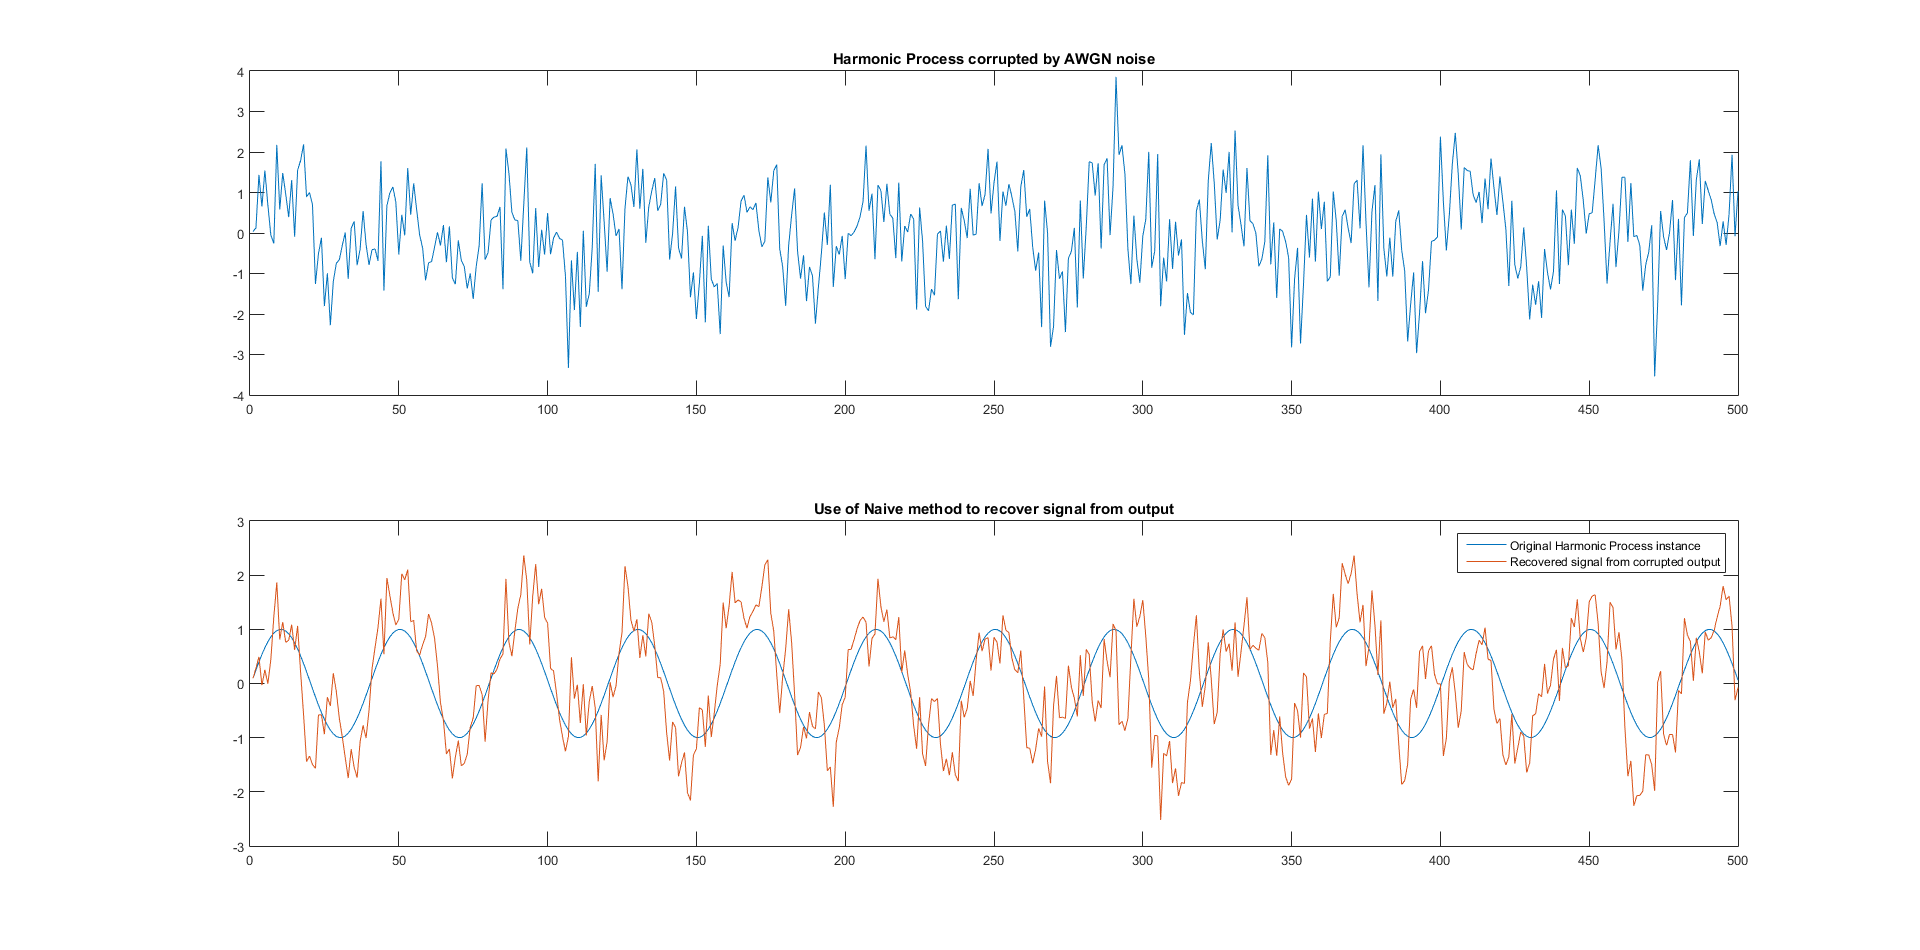 Harmonic Process corrupted by AWGN noise
4
3
2
1
0
-1
-2
-3
-4
0 50 100 150 200 250 300 350 400 450 500
Use of Naive method to recover signal from output
3
2
1
0
-1
-2
-3
Original Harmonic Process instance
Recovered signal from corrupted output
0 50 100 150 200 250 300 350 400 450 500